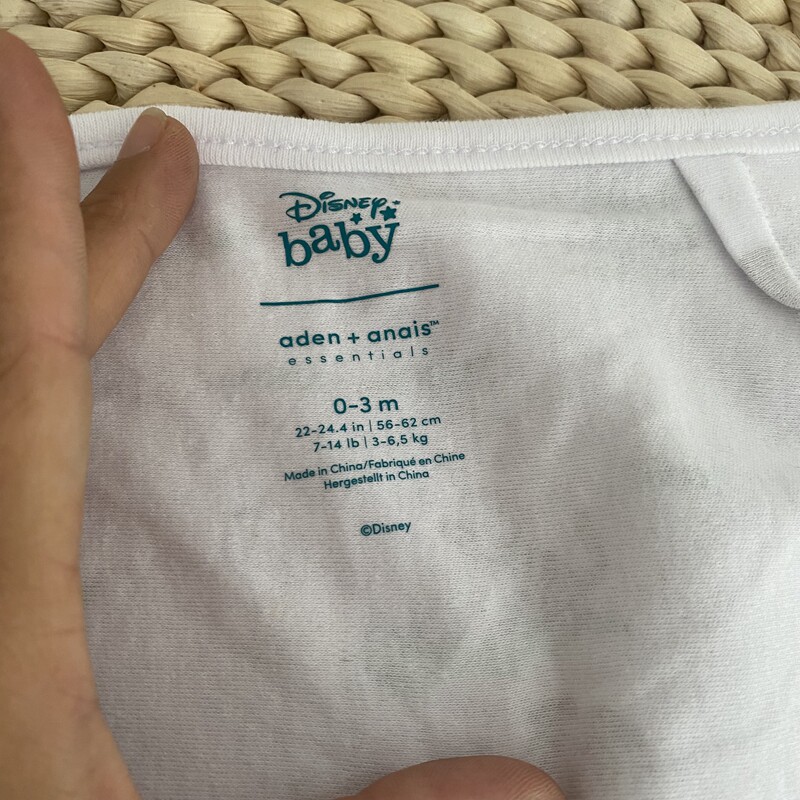 Disney
baby
aden + anais™
essentials
0-3 m
22-24.4 in | 56-62 cm
7-14 lb | 3-6,5 kg
Made in China/Fabriqué en Chine
Hergestellt in China
©Disney